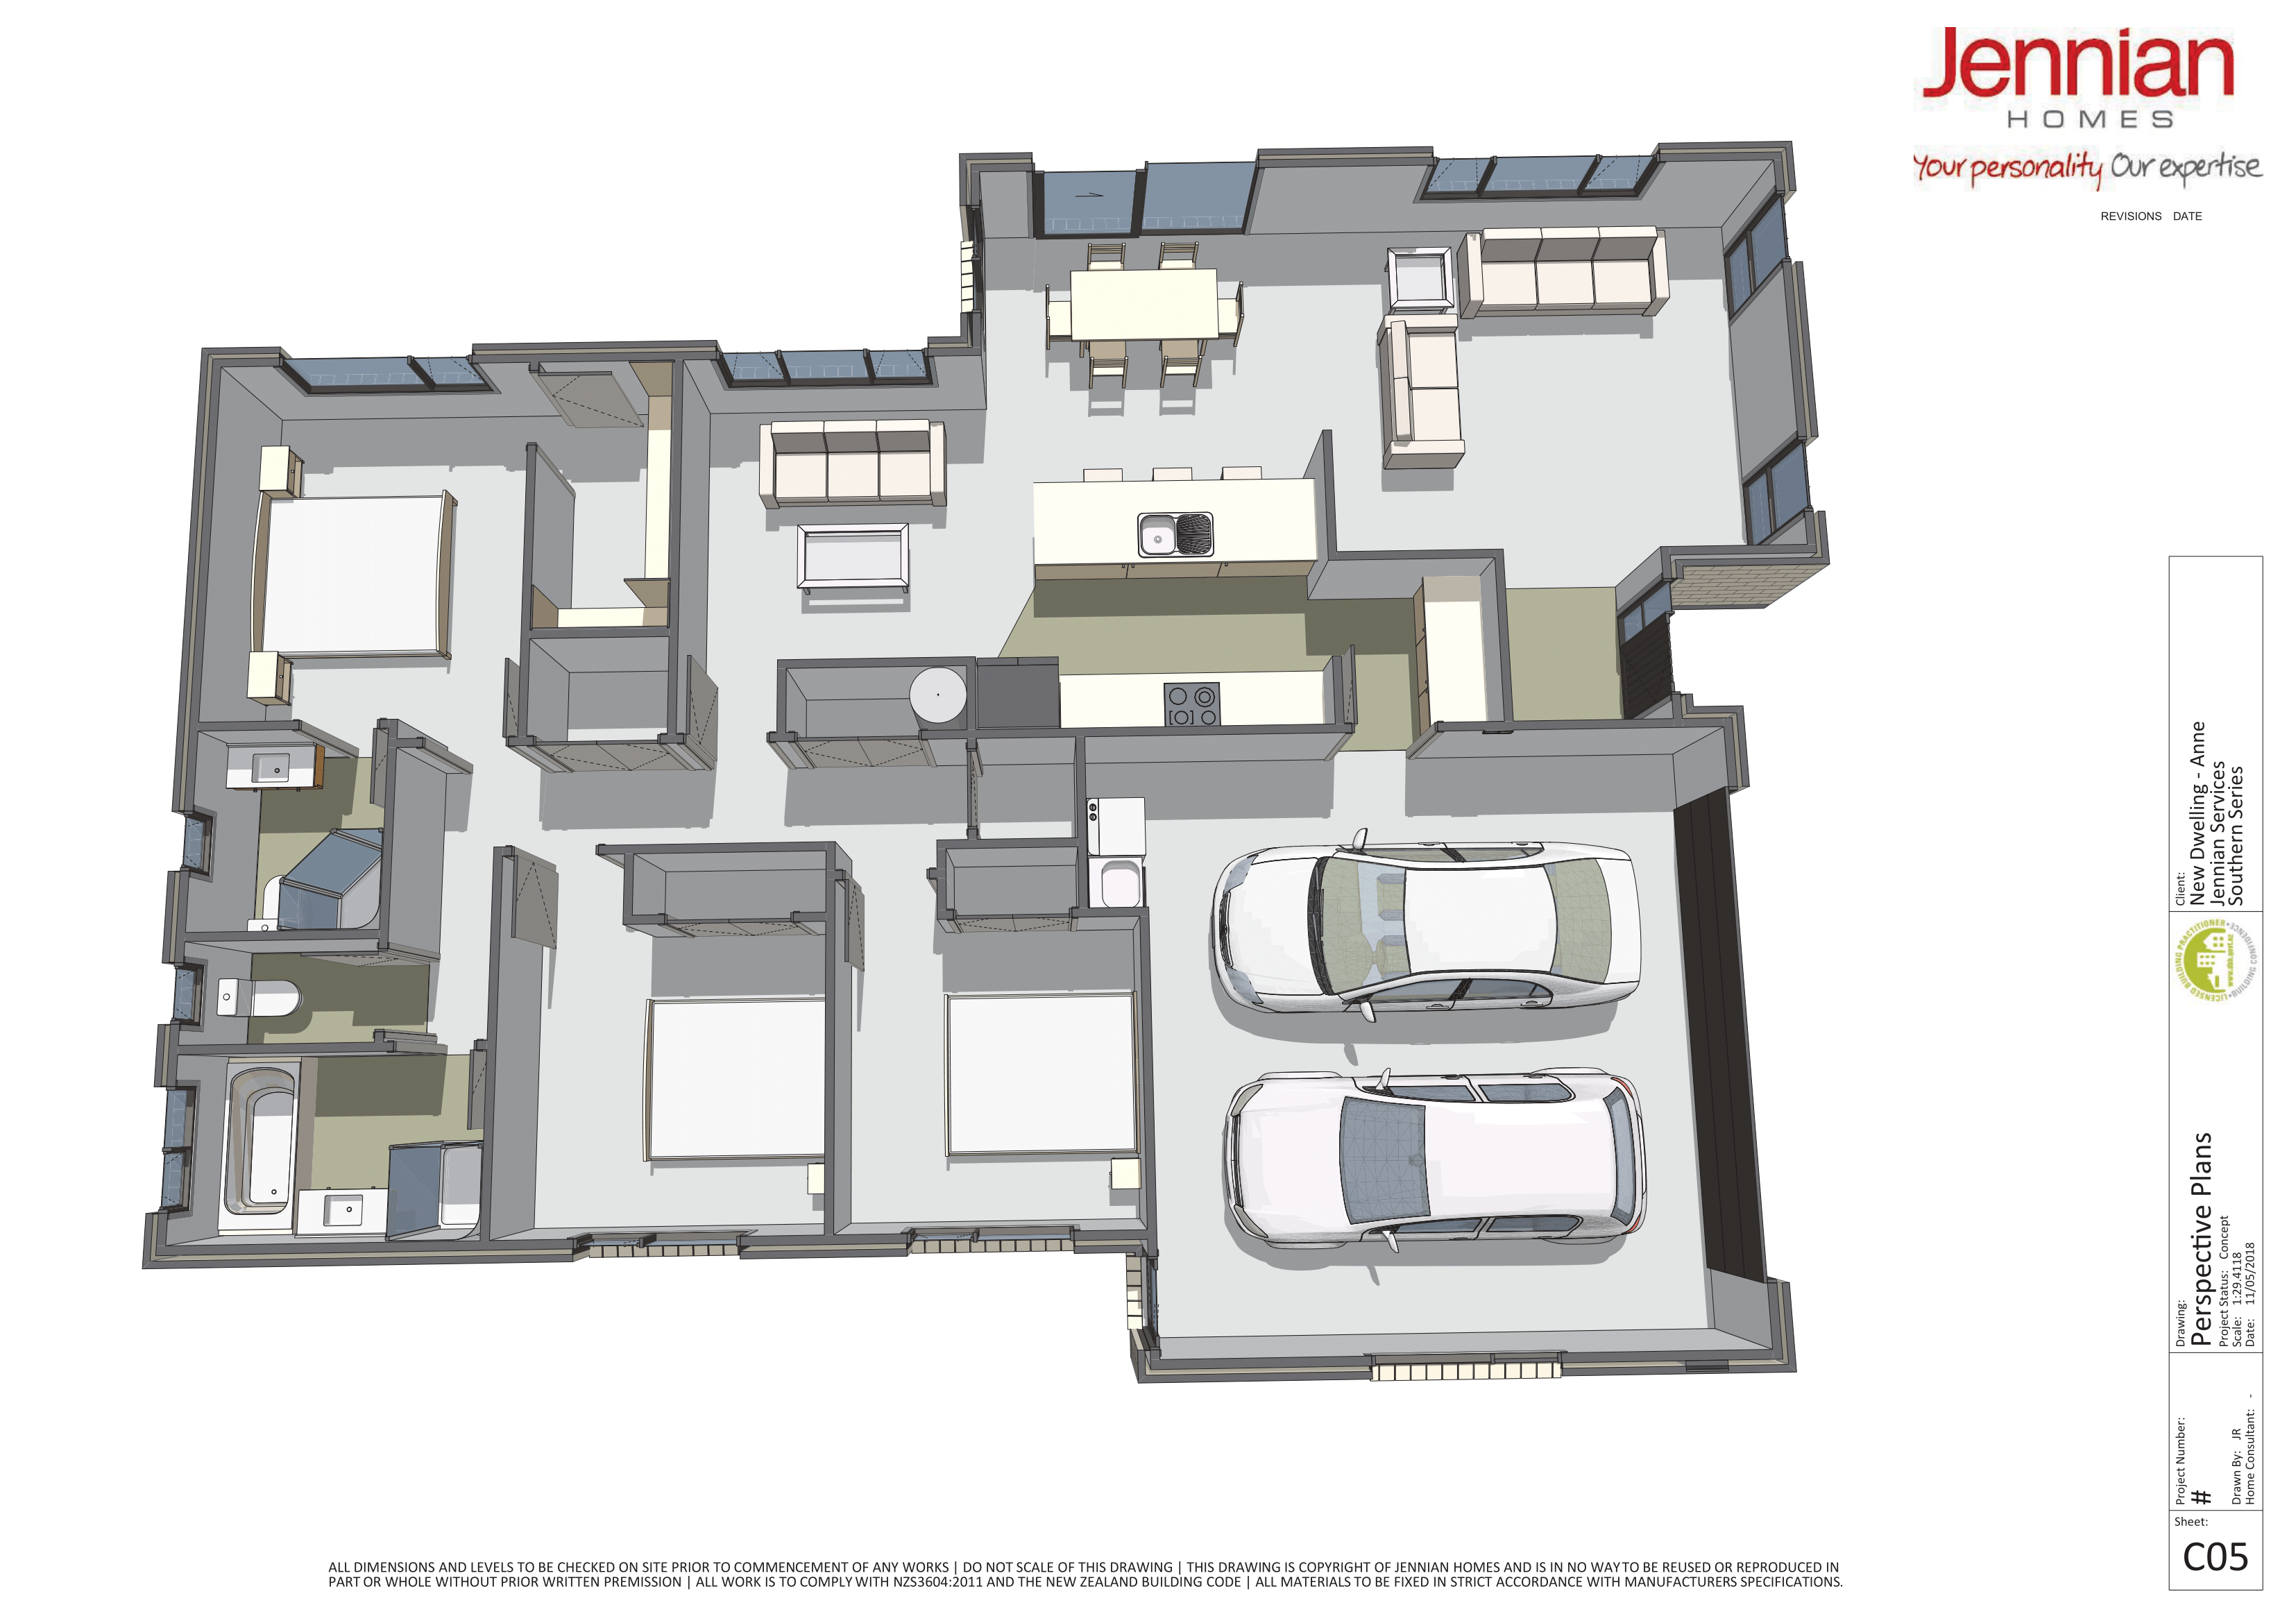 Jennian
HOMES
Your personality Our expertise
REVISIONS DATE
Client:
New Dwelling - Anne
Jennian Services
Southern Series
LICENSED BUILDING PRACTITIONER • BUILDING CONFIDENCE •
www.dbh.govt.nz
Drawing:
Perspective Plans
Project Status: Concept
Scale: 1:29.4118
Date: 11/05/2018
Project Number:
#
Drawn By: JR
Home Consultant: -
Sheet:
C05
ALL DIMENSIONS AND LEVELS TO BE CHECKED ON SITE PRIOR TO COMMENCEMENT OF ANY WORKS | DO NOT SCALE OF THIS DRAWING | THIS DRAWING IS COPYRIGHT OF JENNIAN HOMES AND IS IN NO WAY TO BE REUSED OR REPRODUCED IN
PART OR WHOLE WITHOUT PRIOR WRITTEN PREMISSION | ALL WORK IS TO COMPLY WITH NZS3604:2011 AND THE NEW ZEALAND BUILDING CODE | ALL MATERIALS TO BE FIXED IN STRICT ACCORDANCE WITH MANUFACTURERS SPECIFICATIONS.